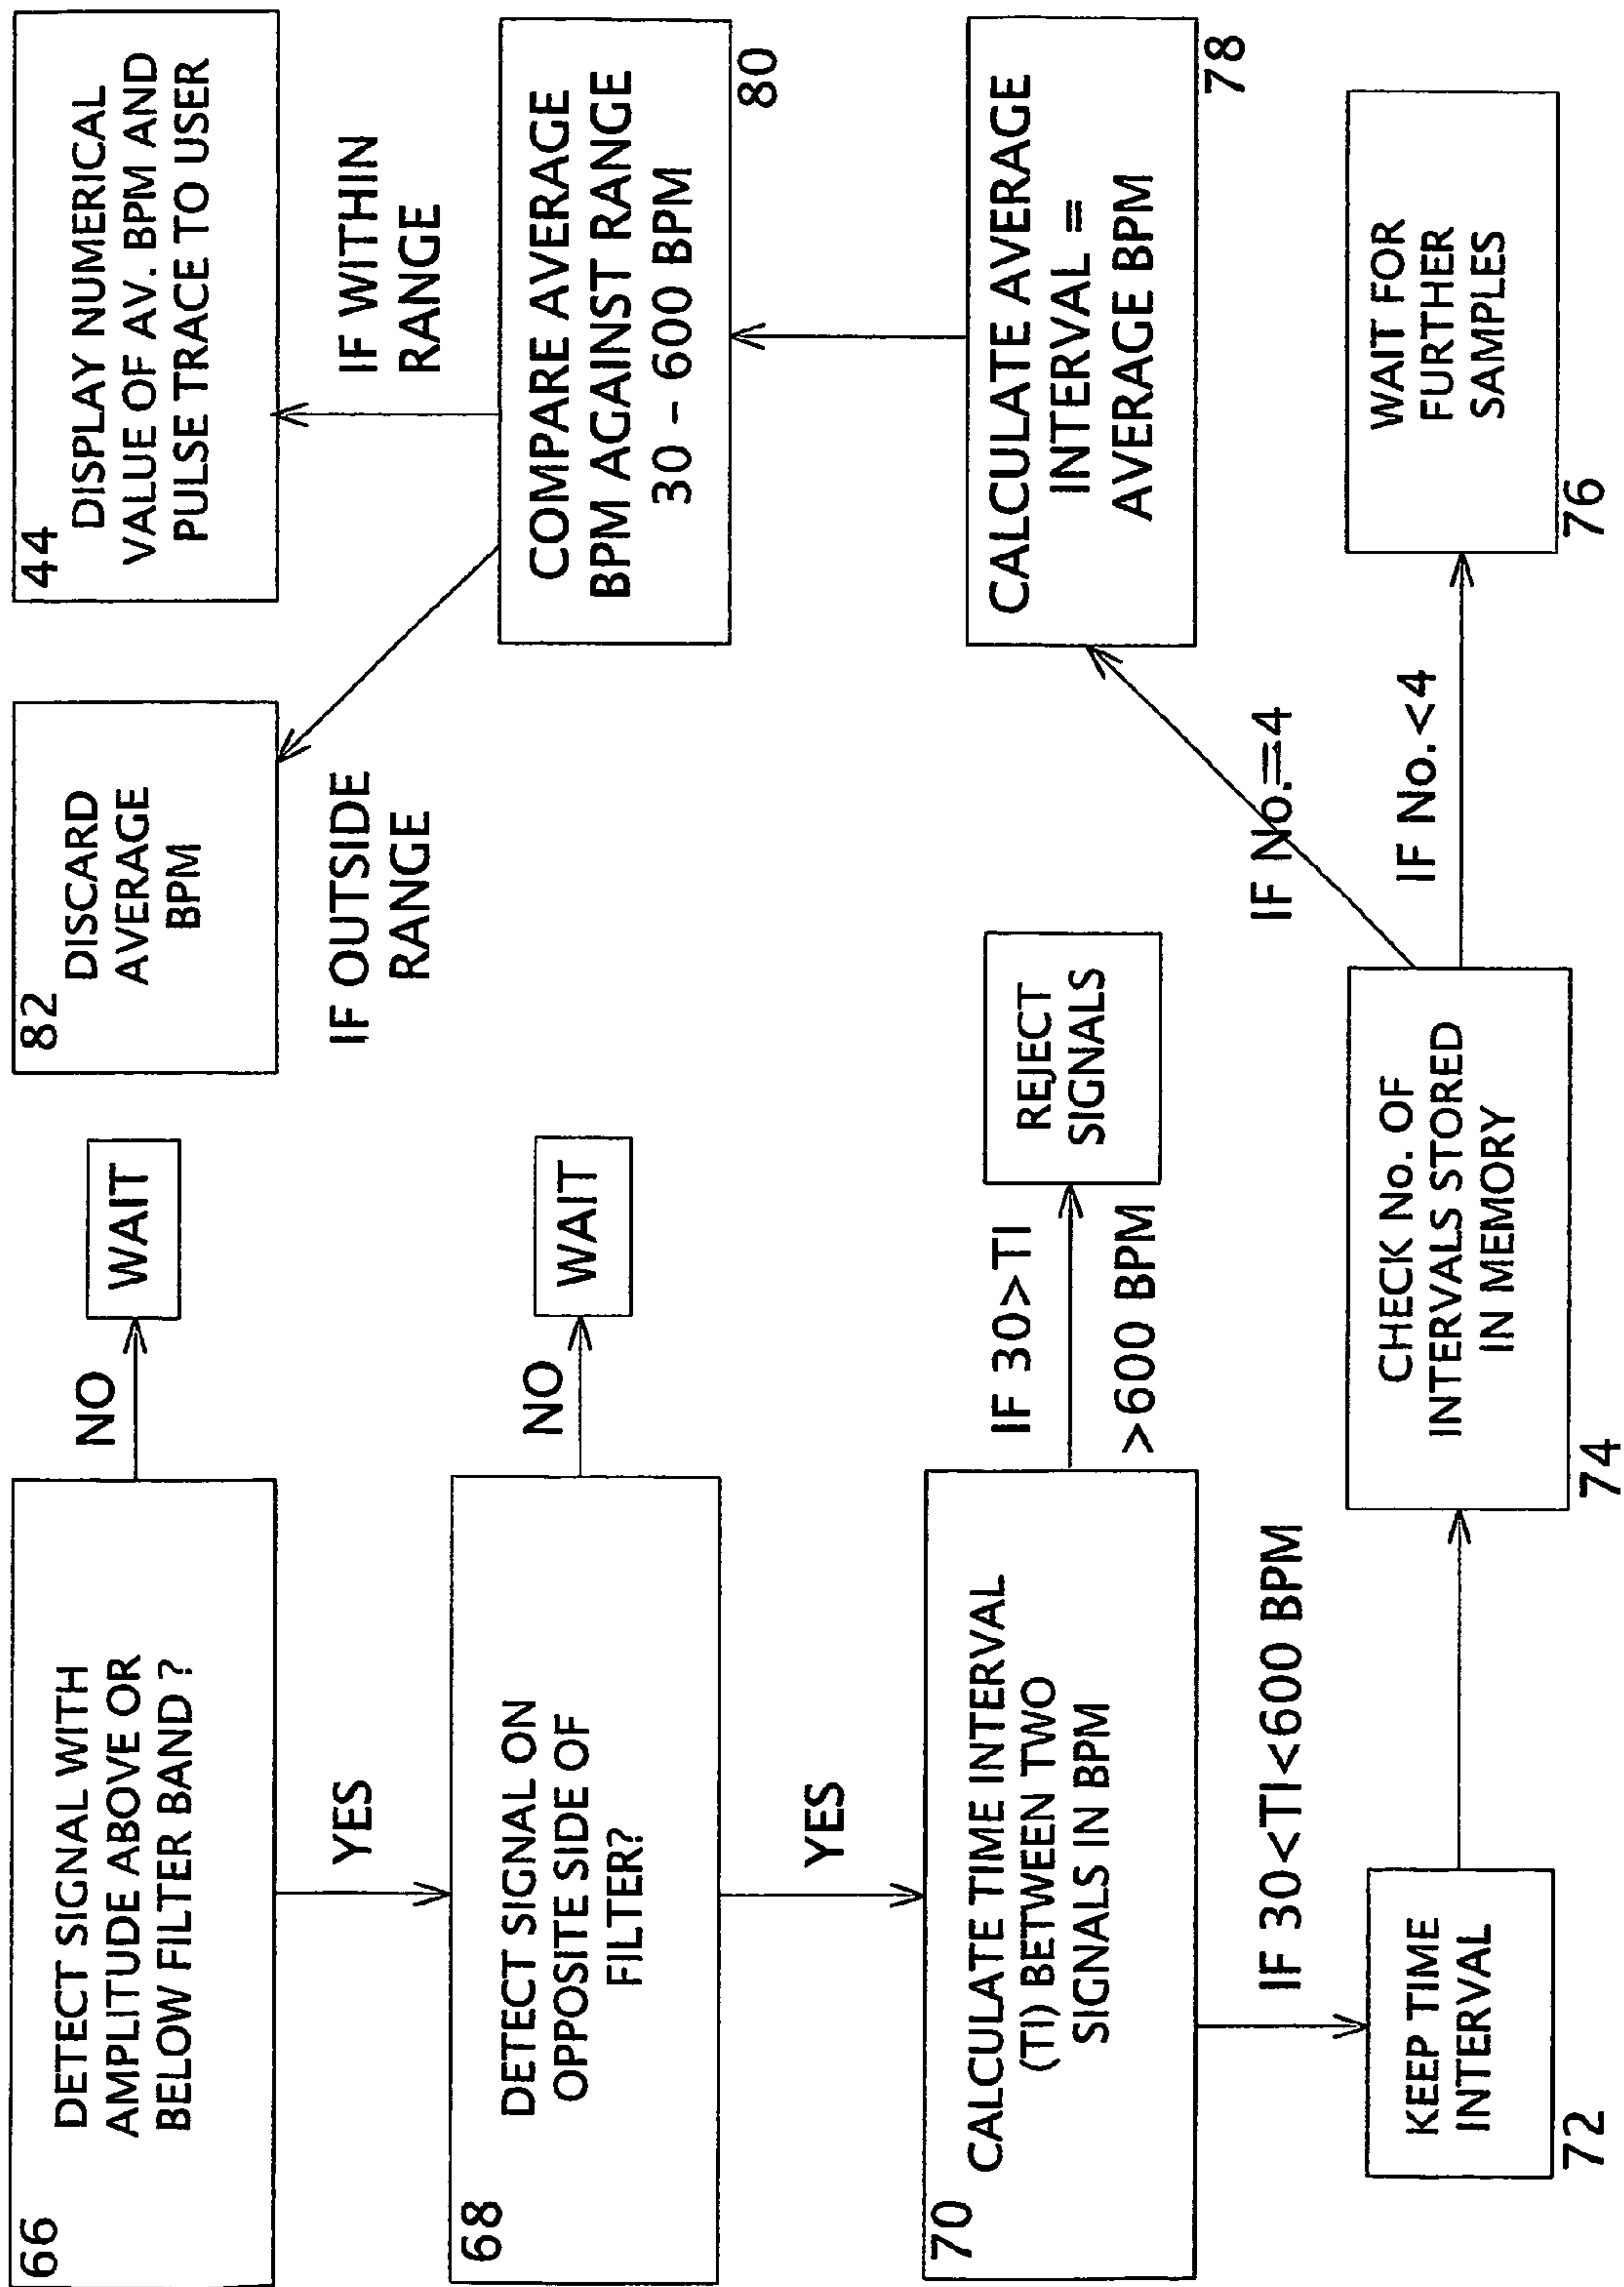 66
DETECT SIGNAL WITH
AMPLITUDE ABOVE OR
BELOW FILTER BAND ?
NO
WAIT
YES
68
DETECT SIGNAL ON
OPPOSITE SIDE OF
FILTER?
NO
WAIT
YES
70
CALCULATE TIME INTERVAL
(TI) BETWEEN TWO
SIGNALS IN BPM
IF 30>TI
>600 BPM
REJECT
SIGNALS
IF 30<TI<600 BPM
KEEP TIME
INTERVAL
72
CHECK No. OF
INTERVALS STORED
IN MEMORY
74
IF No.=4
IF No.<4
WAIT FOR
FURTHER
SAMPLES
76
CALCULATE AVERAGE
INTERVAL =
AVERAGE BPM
78
COMPARE AVERAGE
BPM AGAINST RANGE
30 – 600 BPM
80
IF OUTSIDE
RANGE
IF WITHIN
RANGE
82
DISCARD
AVERAGE
BPM
44
DISPLAY NUMERICAL
VALUE OF AV. BPM AND
PULSE TRACE TO USER